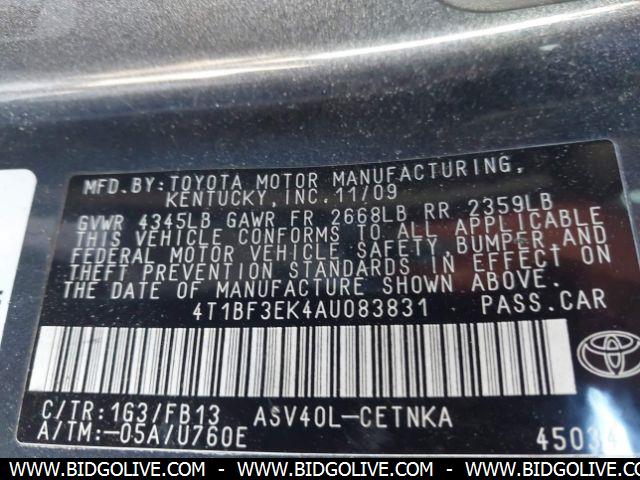 MFD.BY:TOYOTA MOTOR MANUFACTURING,
KENTUCKY, INC.11/09
GVWR 4345LB GAWR FR 2668LB RR 2359LB
THIS VEHICLE CONFORMS TO ALL APPLICABLE
FEDERAL MOTOR VEHICLE SAFETY,BUMPER,AND
THEFT PREVENTION STANDARDS IN EFFECT ON
THE DATE OF MANUFACTURE SHOWN ABOVE.
4T1BF3EK4AU083831 PASS.CAR
C/TR:1G3/FB13 ASV40L-CETNKA
A/TM:-05A/U760E
WWW.BIDGOLIVE.COM - WWW.BIDGOLIVE.COM - WWW.BIDGOLIVE.COM